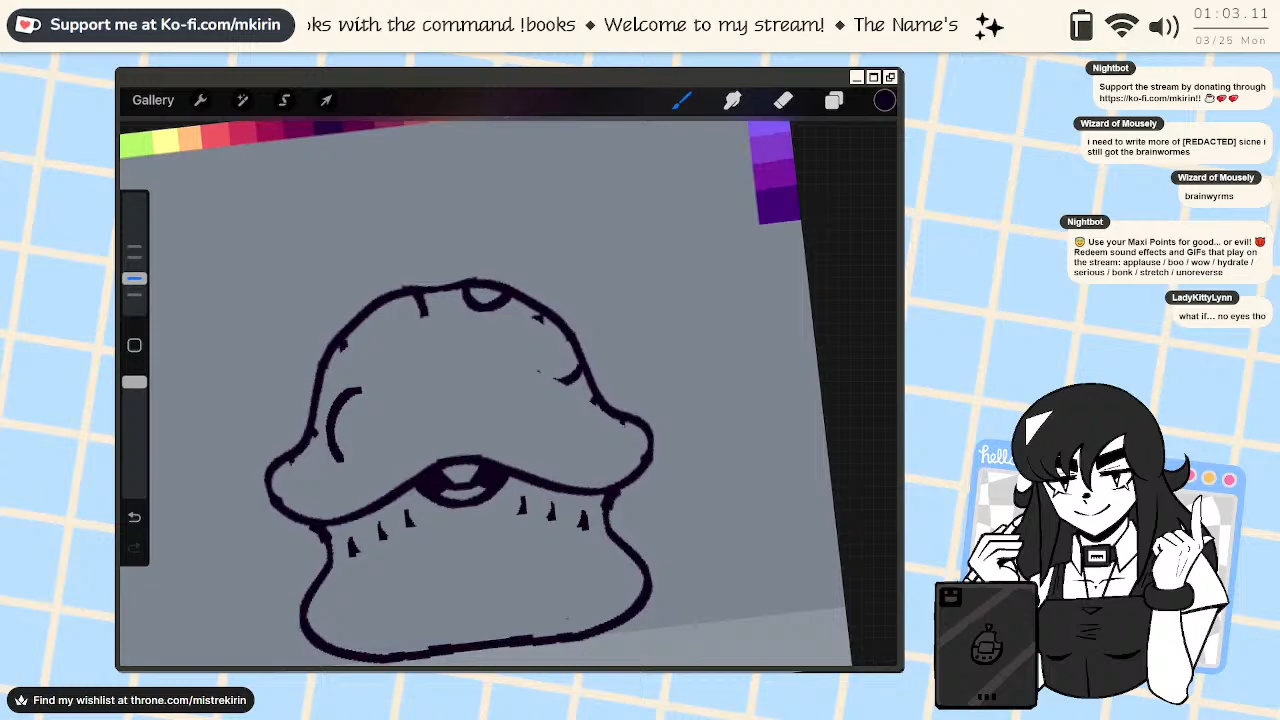 Support me at Ko-fi.com/mkirin
ks with the command !books ◆ Welcome to my stream! ◆ The Name's
01:03.11
03/25 Mon
Gallery
Nightbot
Support the stream by donating through
https://ko-fi.com/mkirin!!
Wizard of Mousely
i need to write more of [REDACTED] sicne i
still got the brainwormes
Wizard of Mousely
brainwyrms
Nightbot
Use your Maxi Points for good... or evil!
Redeem sound effects and GIFs that play on
the stream: applause / boo / wow / hydrate /
serious / bonk / stretch / unoreverse
LadyKittyLynn
what if... no eyes tho
hello
Find my wishlist at throne.com/mistrekirin